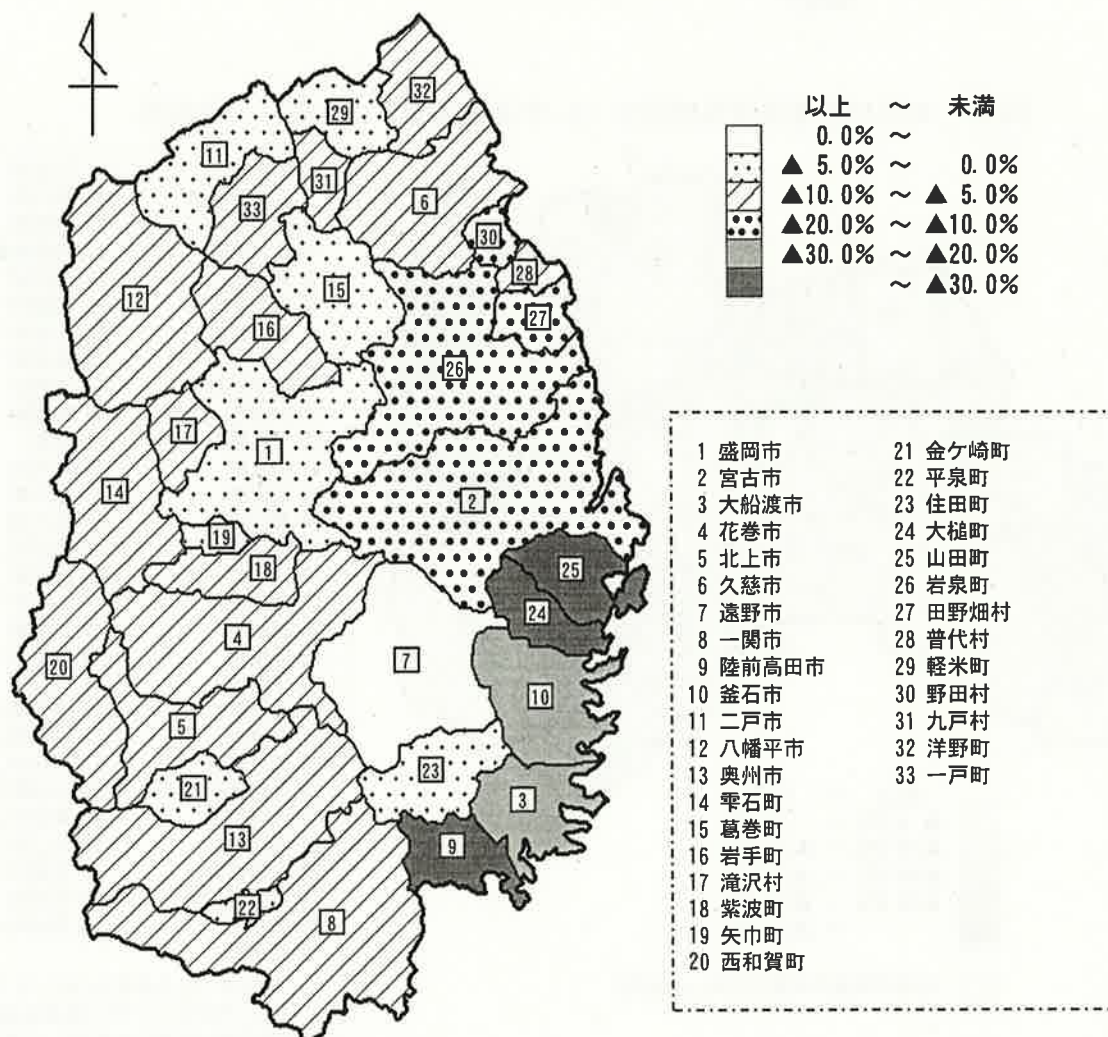 以上 ～ 未満
0.0% ～
▲ 5.0% ～ 0.0%
▲10.0% ～ ▲ 5.0%
▲20.0% ～ ▲10.0%
▲30.0% ～ ▲20.0%
～ ▲30.0%
32
29
11
31
33
6
30
28
12
15
27
16
26
17
1
14
2
19
18
25
24
4
20
7
10
5
23
21
3
13
9
22
8
1 盛岡市
2 宮古市
3 大船渡市
4 花巻市
5 北上市
6 久慈市
7 遠野市
8 一関市
9 陸前高田市
10 釜石市
11 二戸市
12 八幡平市
13 奥州市
14 雫石町
15 葛巻町
16 岩手町
17 滝沢村
18 紫波町
19 矢巾町
20 西和賀町
21 金ケ崎町
22 平泉町
23 住田町
24 大槌町
25 山田町
26 岩泉町
27 田野畑村
28 普代村
29 軽米町
30 野田村
31 九戸村
32 洋野町
33 一戸町